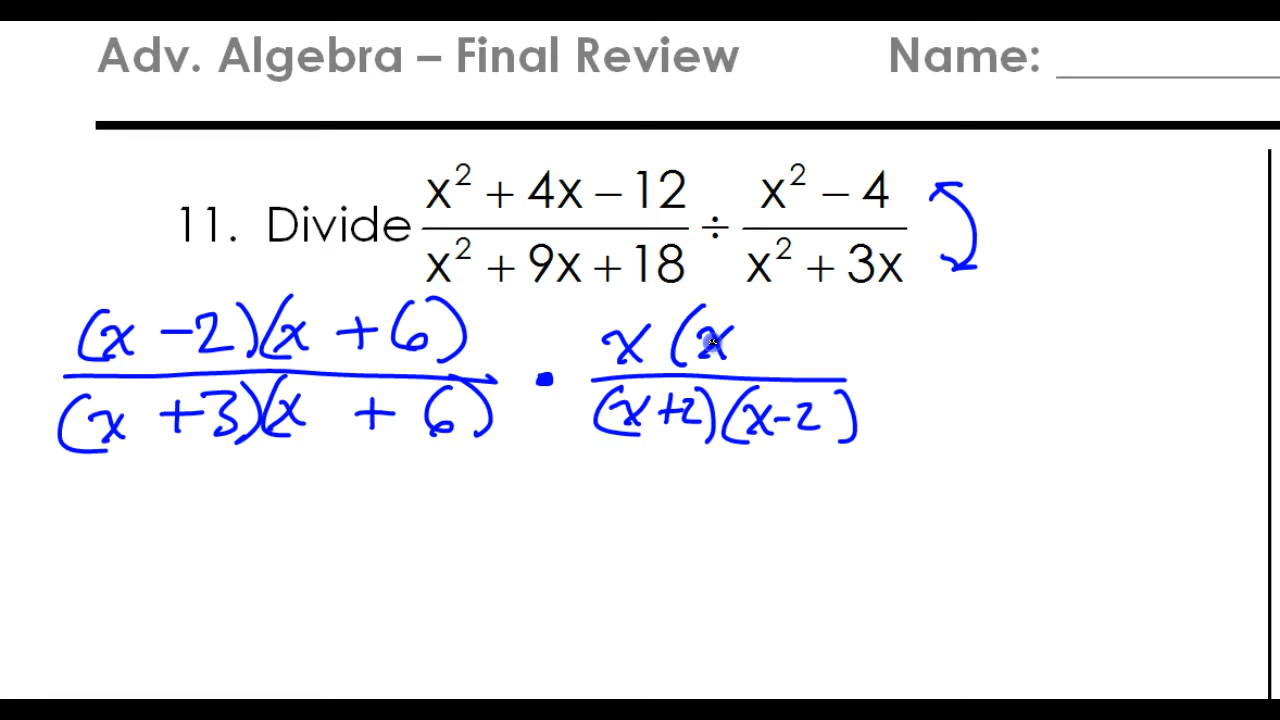 Adv. Algebra – Final Review Name: ____________
11. Divide (x² + 4x – 12)/(x² + 9x + 18) ÷ (x² – 4)/(x² + 3x)
(x -2)(x +6) x (x
(x +3)(x + 6) · (x+2)(x-2)